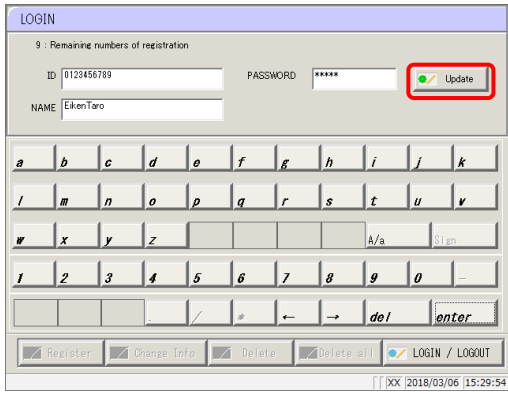 LOGIN
9 : Remaining numbers of registration
ID 0123456789 PASSWORD ***** Update
NAME EikenTaro
a b c d e f g h i j k
l m n o p q r s t u v
w x y z A/a Sign
1 2 3 4 5 6 7 8 9 0 -
. / * ← → del enter
Register Change Info Delete Delete all LOGIN / LOGOUT
XX 2018/03/06 15:29:54